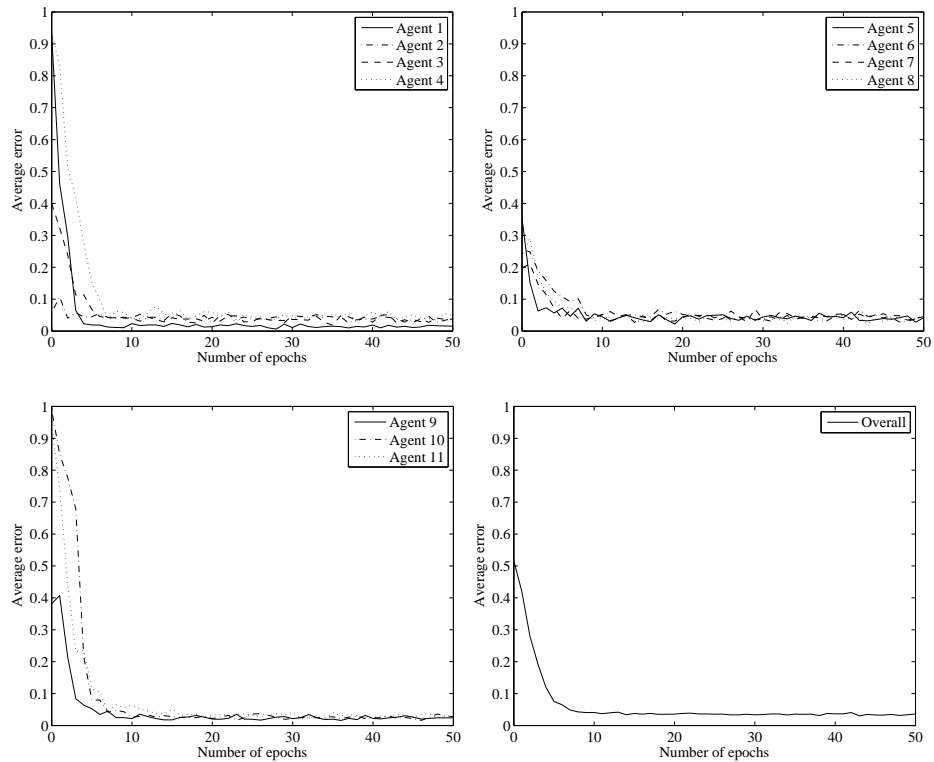 1
0.9
0.8
0.7
0.6
0.5
0.4
0.3
0.2
0.1
0
Average error
0 10 20 30 40 50
Number of epochs
Agent 1
Agent 2
Agent 3
Agent 4
1
0.9
0.8
0.7
0.6
0.5
0.4
0.3
0.2
0.1
0
Average error
0 10 20 30 40 50
Number of epochs
Agent 5
Agent 6
Agent 7
Agent 8
1
0.9
0.8
0.7
0.6
0.5
0.4
0.3
0.2
0.1
0
Average error
0 10 20 30 40 50
Number of epochs
Agent 9
Agent 10
Agent 11
1
0.9
0.8
0.7
0.6
0.5
0.4
0.3
0.2
0.1
0
Average error
0 10 20 30 40 50
Number of epochs
Overall